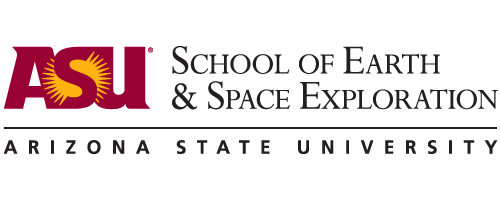 ASU® SCHOOL OF EARTH
& SPACE EXPLORATION
ARIZONA STATE UNIVERSITY